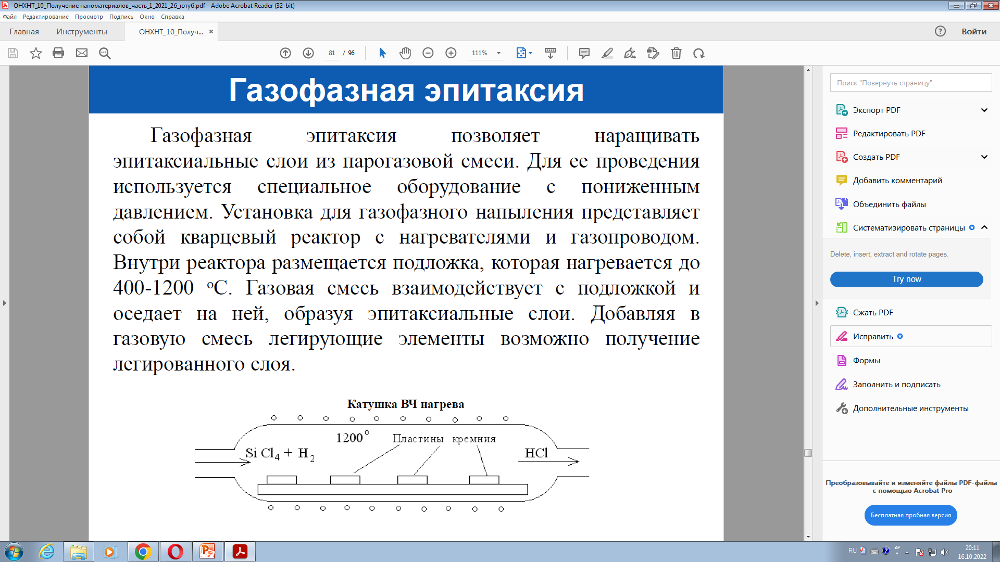 ОНХНТ_10_Получение наноматериалов_часть_1_2021_26_ютуб.pdf - Adobe Acrobat Reader (32-bit)
Файл Редактирование Просмотр Подпись Окно Справка
Главная Инструменты ОНХНТ_10_Получ... × Войти
81 / 96 111%
Газофазная эпитаксия
Газофазная эпитаксия позволяет наращивать
эпитаксиальные слои из парогазовой смеси. Для ее проведения
используется специальное оборудование с пониженным
давлением. Установка для газофазного напыления представляет
собой кварцевый реактор с нагревателями и газопроводом.
Внутри реактора размещается подложка, которая нагревается до
400-1200 ᵒС. Газовая смесь взаимодействует с подложкой и
оседает на ней, образуя эпитаксиальные слои. Добавляя в
газовую смесь легирующие элементы возможно получение
легированного слоя.
Катушка ВЧ нагрева
1200° Пластины кремния
Si Cl₄ + H₂
HCl
Поиск "Повернуть страницу"
Экспорт PDF
Редактировать PDF
Создать PDF
Добавить комментарий
Объединить файлы
Систематизировать страницы
Delete, insert, extract and rotate pages.
Try now
Сжать PDF
Исправить
Формы
Заполнить и подписать
Дополнительные инструменты
Преобразовывайте и изменяйте файлы PDF-файлы
с помощью Acrobat Pro
Бесплатная пробная версия
RU
20:11
16.10.2022